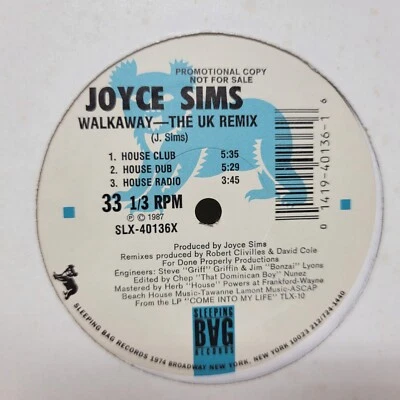 PROMOTIONAL COPY
NOT FOR SALE
JOYCE SIMS
WALKAWAY—THE UK REMIX
(J. Sims)
1. HOUSE CLUB 5:35
2. HOUSE DUB 5:29
3. HOUSE RADIO 3:45
33 1/3 RPM
Ⓟ © 1987
SLX-40136X
0 1419-40136-1 6
Produced by Joyce Sims
Remixes produced by Robert Clivilles & David Cole
For Done Properly Productions
Engineers: Steve "Griff" Griffin & Jim "Bonzai" Lyons
Edited by Chep "That Dominican Boy" Nunez
Mastered by Herb "House" Powers at Frankford-Wayne
Beach House Music-Tawanne Lamont Music-ASCAP
From the LP "COME INTO MY LIFE" TLX-10
SLEEPING
BAG
RECORDS
SLEEPING BAG RECORDS 1974 BROADWAY NEW YORK, NEW YORK 10023 212/724-1440